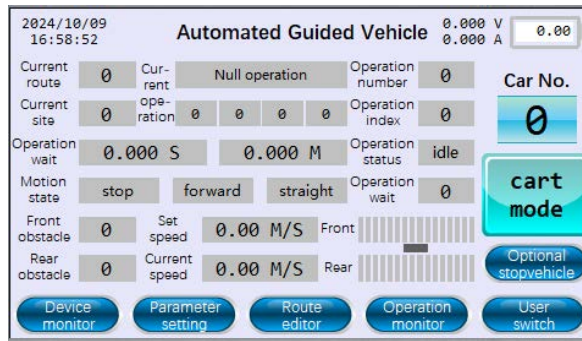 2024/10/09
16:58:52
Automated Guided Vehicle
0.000 V
0.000 A
0.00
Current route 0
Cur-rent ope-ration
Null operation
Operation number 0
Car No.
Current site 0
0 0 0 0
Operation index 0
0
Operation wait 0.000 S 0.000 M
Operation status idle
Motion state stop forward straight
Operation wait 0
cart mode
Front obstacle 0
Set speed 0.00 M/S
Front
Rear obstacle 0
Current speed 0.00 M/S
Rear
Optional stopvehicle
Device monitor
Parameter setting
Route editor
Operation monitor
User switch